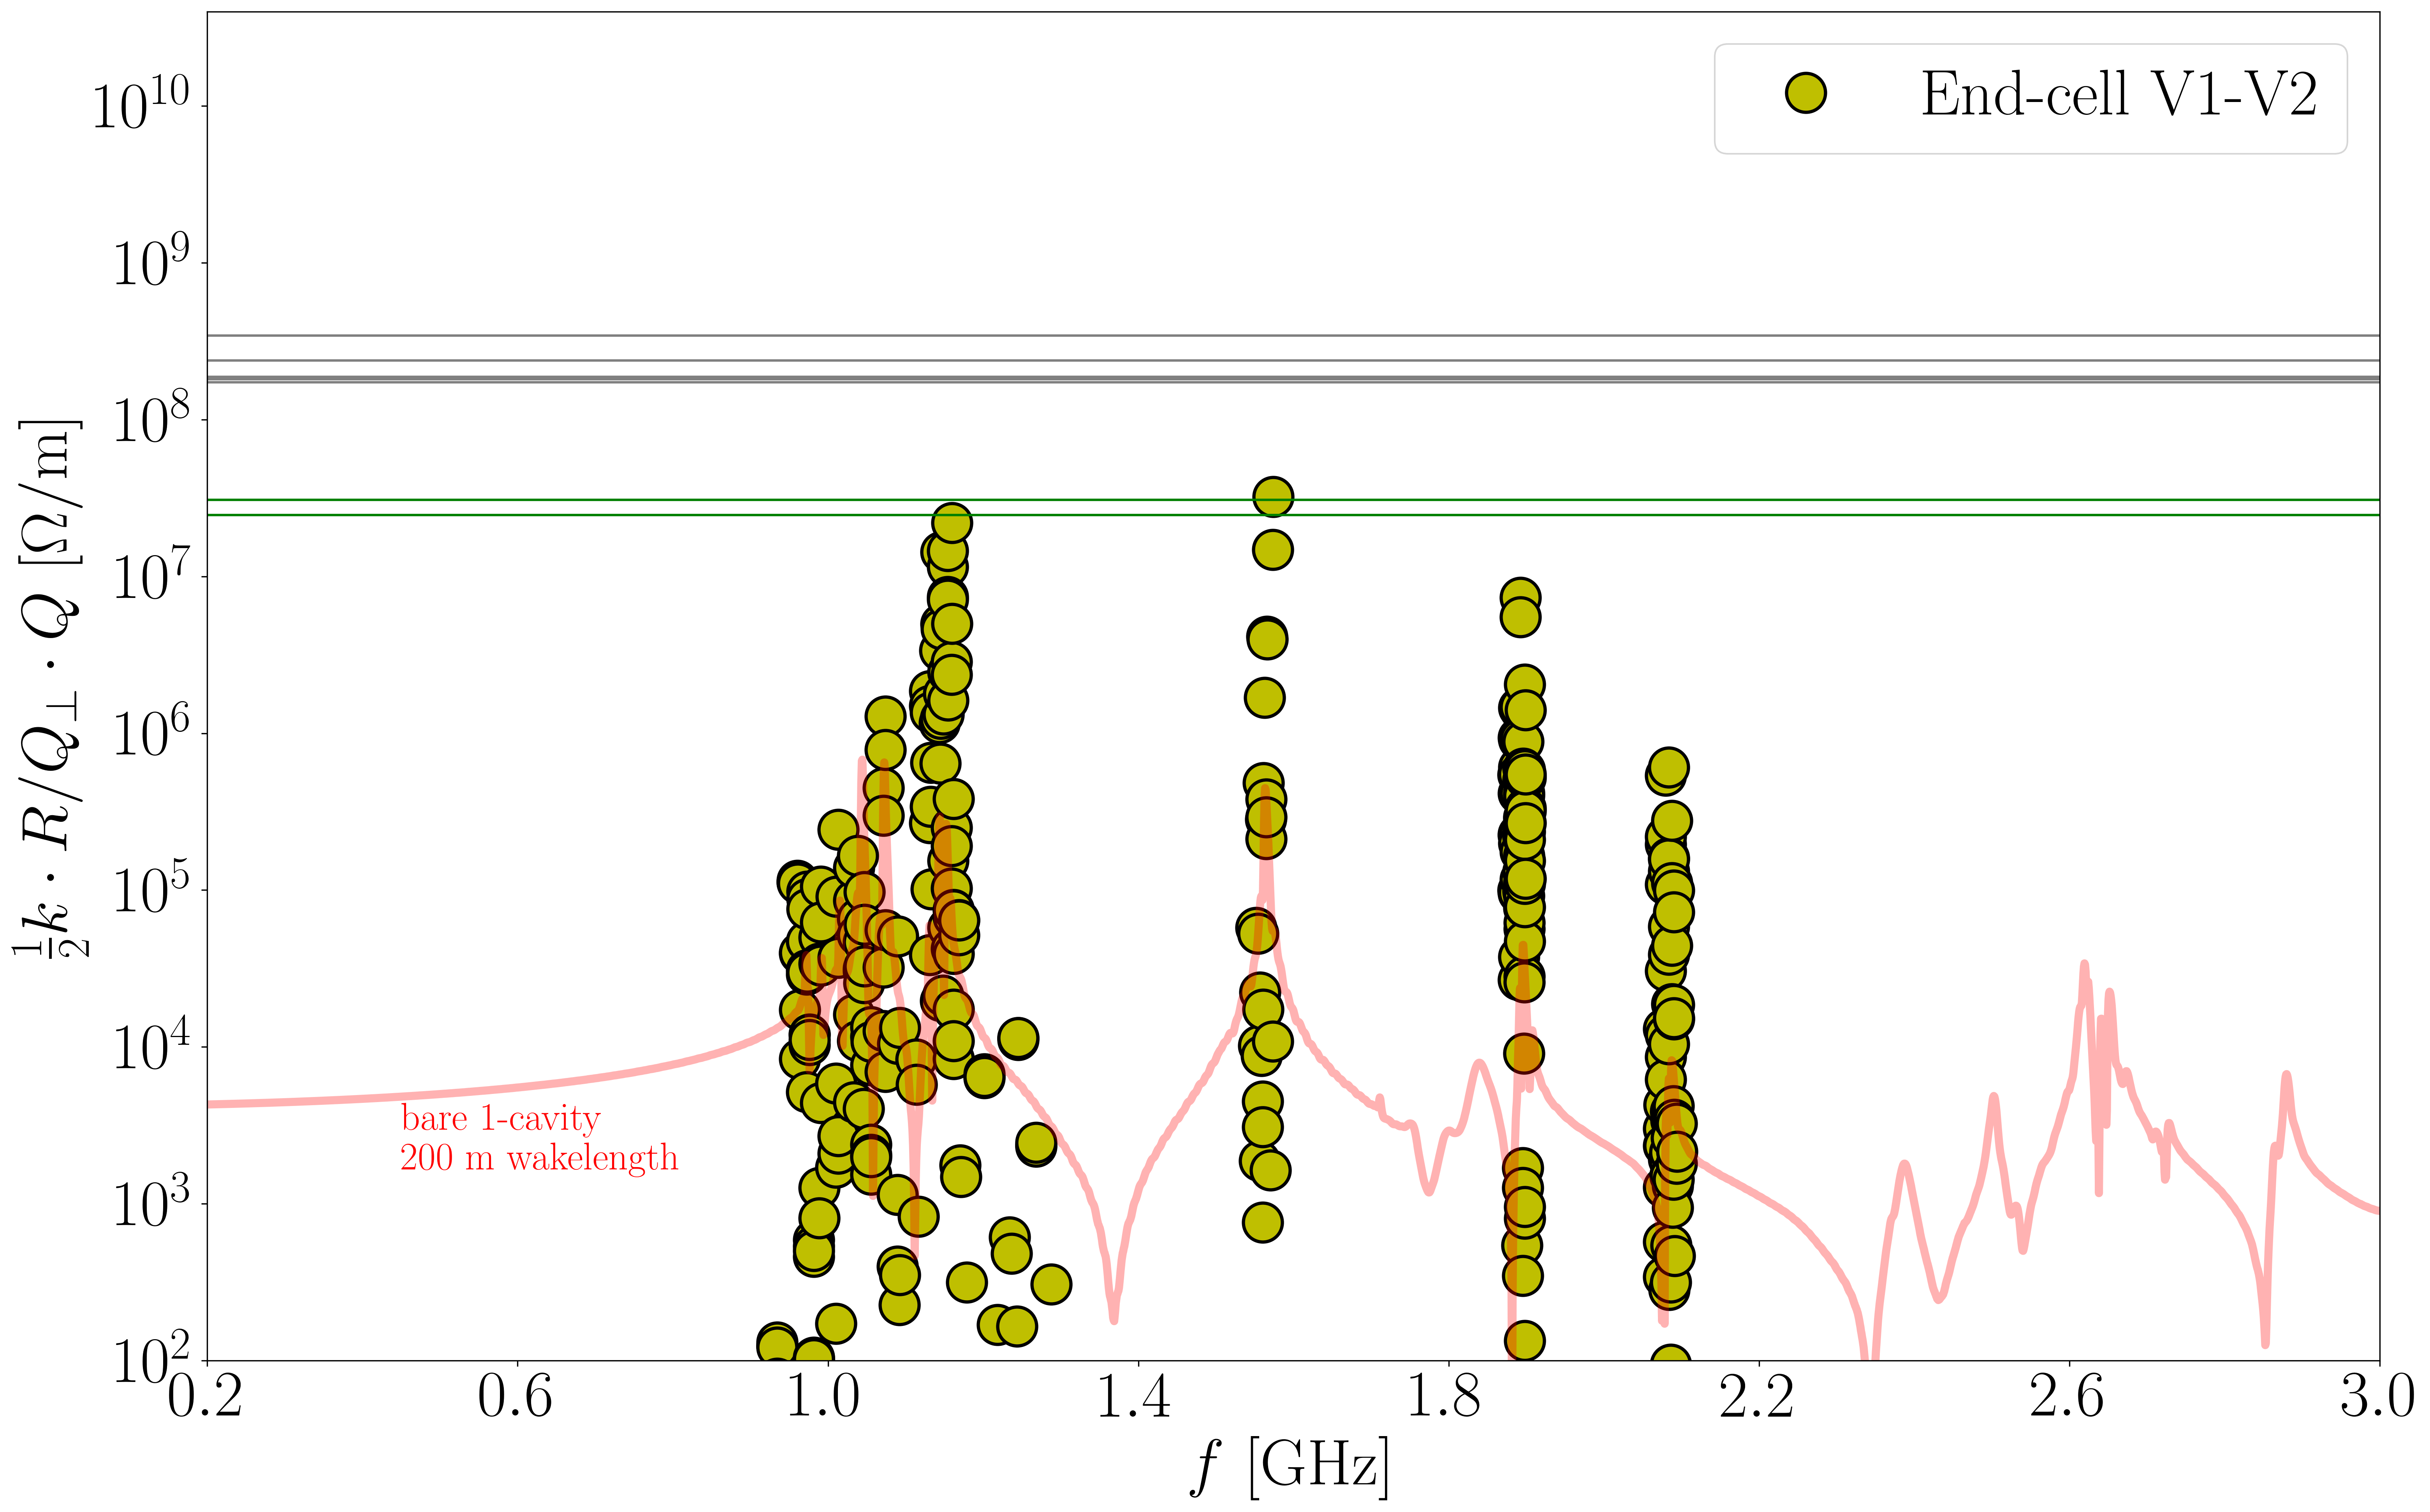 End-cell V1-V2
10^10
10^9
10^8
10^7
10^6
10^5
10^4
10^3
10^2
½k · R/Q⊥ · Q [Ω/m]
bare 1-cavity
200 m wakelength
0.2 0.6 1.0 1.4 1.8 2.2 2.6 3.0
f [GHz]